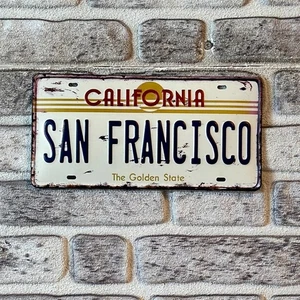 CALIFORNIA
SAN FRANCISCO
The Golden State